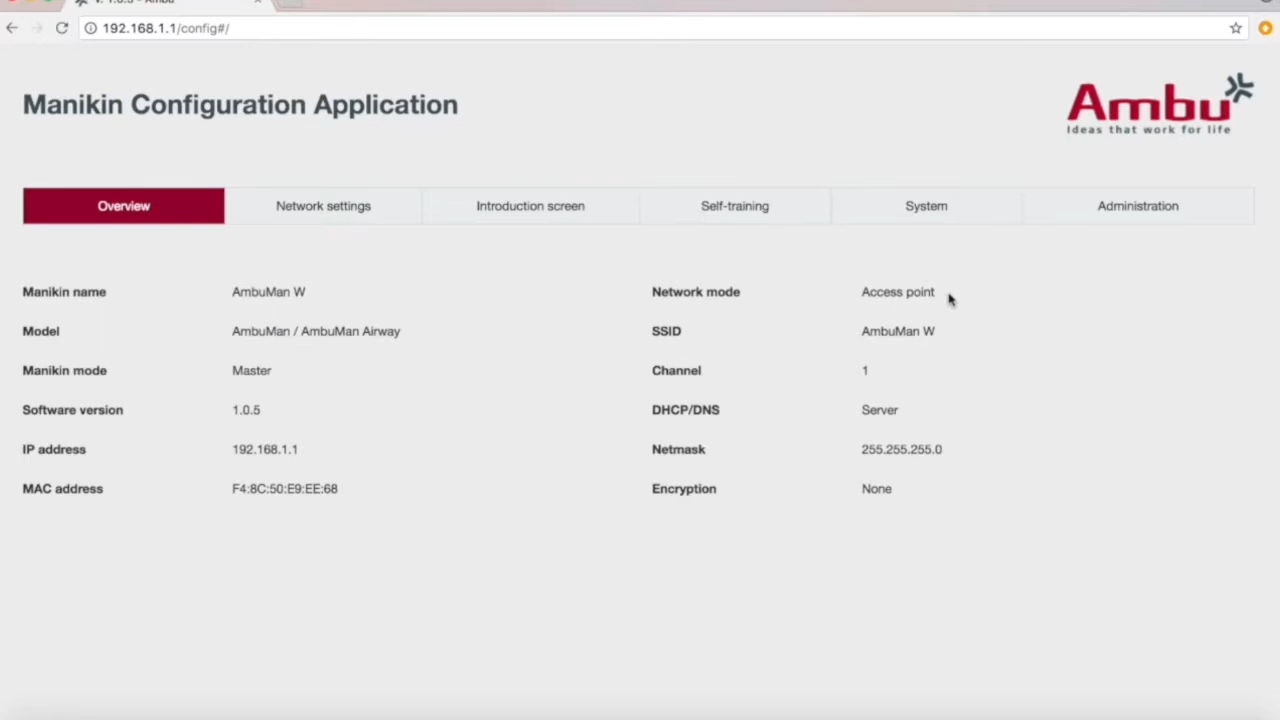 192.168.1.1/config#/
Manikin Configuration Application
Ambu
Ideas that work for life
Overview
Network settings
Introduction screen
Self-training
System
Administration
Manikin name AmbuMan W
Network mode Access point
Model AmbuMan / AmbuMan Airway
SSID AmbuMan W
Manikin mode Master
Channel 1
Software version 1.0.5
DHCP/DNS Server
IP address 192.168.1.1
Netmask 255.255.255.0
MAC address F4:8C:50:E9:EE:68
Encryption None